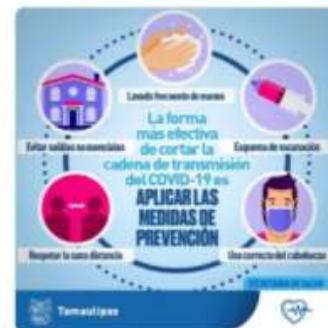 Lavado frecuente de manos
La forma
más efectiva
de cortar la
cadena de transmisión
del COVID-19 es
APLICAR LAS
MEDIDAS DE
PREVENCIÓN
Evitar salidas no esenciales
Esquema de vacunación
Respetar la sana distancia
Uso correcto del cubrebocas
SECRETARÍA DE SALUD
Tamaulipas